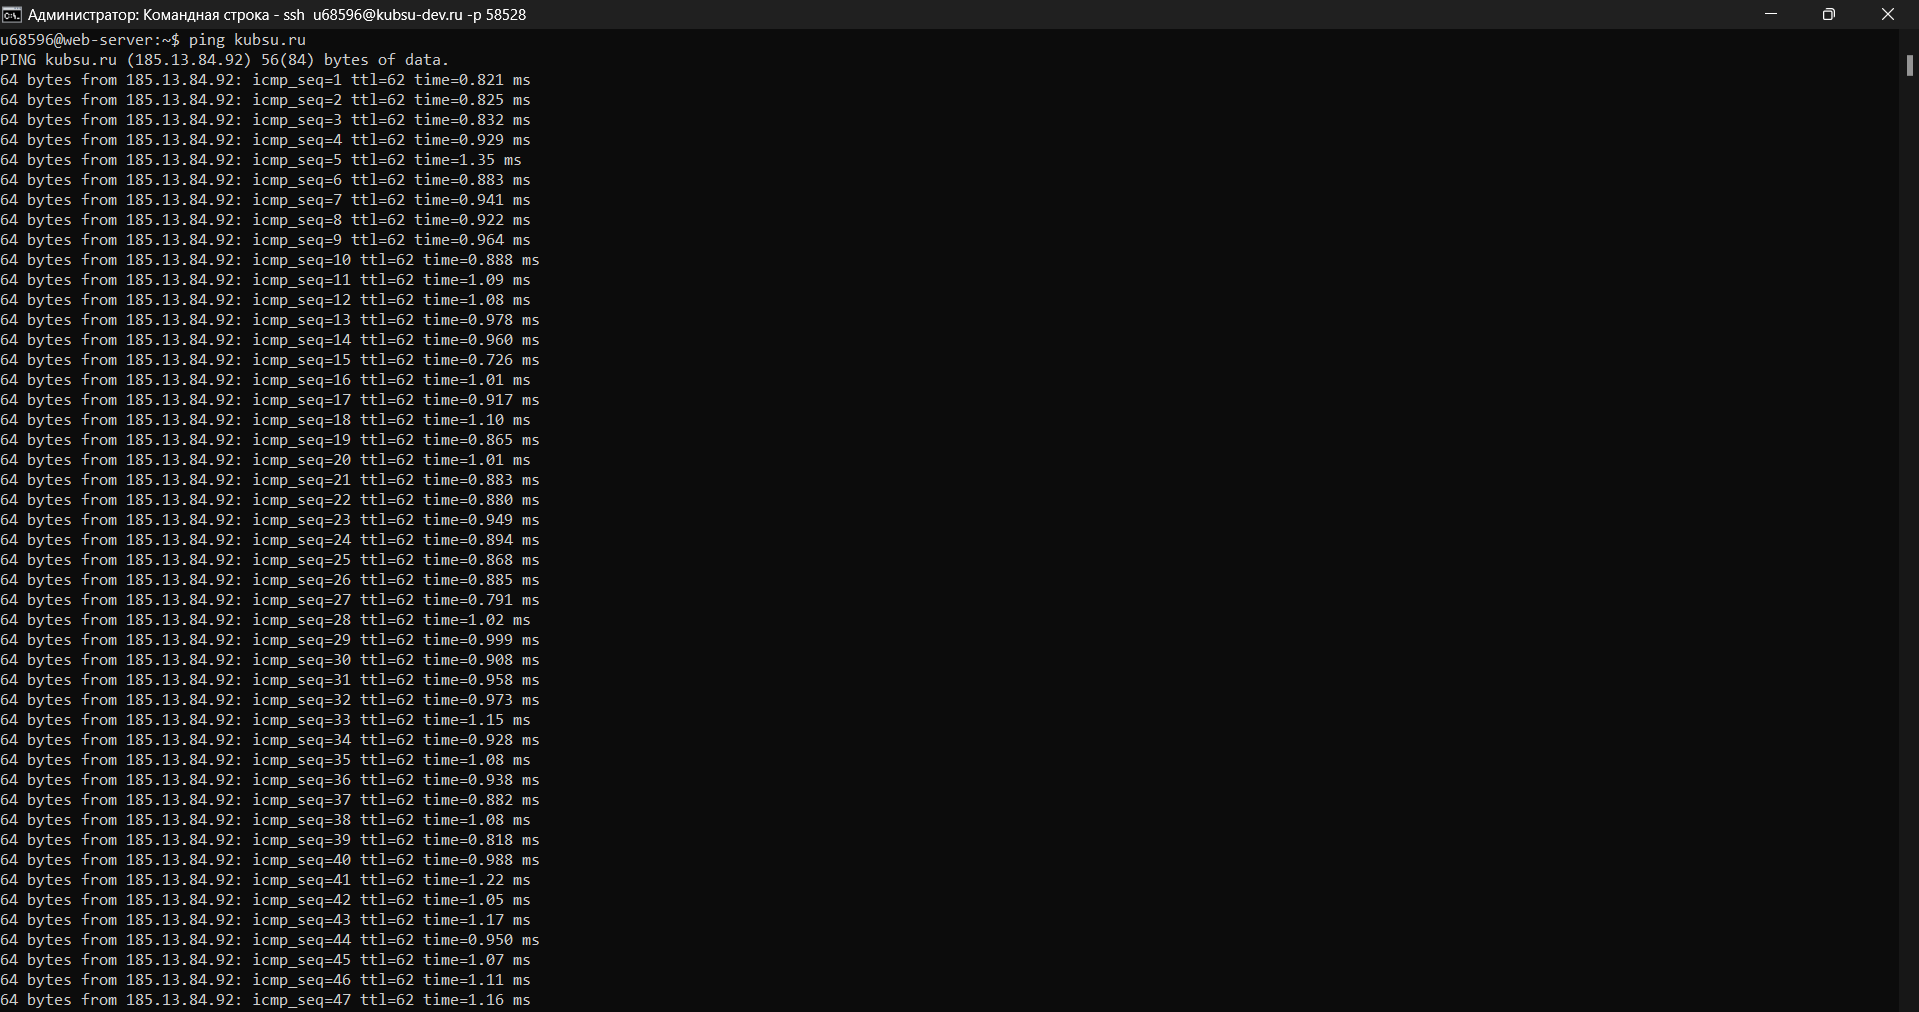 Администратор: Командная строка - ssh  u68596@kubsu-dev.ru -p 58528
u68596@web-server:~$ ping kubsu.ru
PING kubsu.ru (185.13.84.92) 56(84) bytes of data.
64 bytes from 185.13.84.92: icmp_seq=1 ttl=62 time=0.821 ms
64 bytes from 185.13.84.92: icmp_seq=2 ttl=62 time=0.825 ms
64 bytes from 185.13.84.92: icmp_seq=3 ttl=62 time=0.832 ms
64 bytes from 185.13.84.92: icmp_seq=4 ttl=62 time=0.929 ms
64 bytes from 185.13.84.92: icmp_seq=5 ttl=62 time=1.35 ms
64 bytes from 185.13.84.92: icmp_seq=6 ttl=62 time=0.883 ms
64 bytes from 185.13.84.92: icmp_seq=7 ttl=62 time=0.941 ms
64 bytes from 185.13.84.92: icmp_seq=8 ttl=62 time=0.922 ms
64 bytes from 185.13.84.92: icmp_seq=9 ttl=62 time=0.964 ms
64 bytes from 185.13.84.92: icmp_seq=10 ttl=62 time=0.888 ms
64 bytes from 185.13.84.92: icmp_seq=11 ttl=62 time=1.09 ms
64 bytes from 185.13.84.92: icmp_seq=12 ttl=62 time=1.08 ms
64 bytes from 185.13.84.92: icmp_seq=13 ttl=62 time=0.978 ms
64 bytes from 185.13.84.92: icmp_seq=14 ttl=62 time=0.960 ms
64 bytes from 185.13.84.92: icmp_seq=15 ttl=62 time=0.726 ms
64 bytes from 185.13.84.92: icmp_seq=16 ttl=62 time=1.01 ms
64 bytes from 185.13.84.92: icmp_seq=17 ttl=62 time=0.917 ms
64 bytes from 185.13.84.92: icmp_seq=18 ttl=62 time=1.10 ms
64 bytes from 185.13.84.92: icmp_seq=19 ttl=62 time=0.865 ms
64 bytes from 185.13.84.92: icmp_seq=20 ttl=62 time=1.01 ms
64 bytes from 185.13.84.92: icmp_seq=21 ttl=62 time=0.883 ms
64 bytes from 185.13.84.92: icmp_seq=22 ttl=62 time=0.880 ms
64 bytes from 185.13.84.92: icmp_seq=23 ttl=62 time=0.949 ms
64 bytes from 185.13.84.92: icmp_seq=24 ttl=62 time=0.894 ms
64 bytes from 185.13.84.92: icmp_seq=25 ttl=62 time=0.868 ms
64 bytes from 185.13.84.92: icmp_seq=26 ttl=62 time=0.885 ms
64 bytes from 185.13.84.92: icmp_seq=27 ttl=62 time=0.791 ms
64 bytes from 185.13.84.92: icmp_seq=28 ttl=62 time=1.02 ms
64 bytes from 185.13.84.92: icmp_seq=29 ttl=62 time=0.999 ms
64 bytes from 185.13.84.92: icmp_seq=30 ttl=62 time=0.908 ms
64 bytes from 185.13.84.92: icmp_seq=31 ttl=62 time=0.958 ms
64 bytes from 185.13.84.92: icmp_seq=32 ttl=62 time=0.973 ms
64 bytes from 185.13.84.92: icmp_seq=33 ttl=62 time=1.15 ms
64 bytes from 185.13.84.92: icmp_seq=34 ttl=62 time=0.928 ms
64 bytes from 185.13.84.92: icmp_seq=35 ttl=62 time=1.08 ms
64 bytes from 185.13.84.92: icmp_seq=36 ttl=62 time=0.938 ms
64 bytes from 185.13.84.92: icmp_seq=37 ttl=62 time=0.882 ms
64 bytes from 185.13.84.92: icmp_seq=38 ttl=62 time=1.08 ms
64 bytes from 185.13.84.92: icmp_seq=39 ttl=62 time=0.818 ms
64 bytes from 185.13.84.92: icmp_seq=40 ttl=62 time=0.988 ms
64 bytes from 185.13.84.92: icmp_seq=41 ttl=62 time=1.22 ms
64 bytes from 185.13.84.92: icmp_seq=42 ttl=62 time=1.05 ms
64 bytes from 185.13.84.92: icmp_seq=43 ttl=62 time=1.17 ms
64 bytes from 185.13.84.92: icmp_seq=44 ttl=62 time=0.950 ms
64 bytes from 185.13.84.92: icmp_seq=45 ttl=62 time=1.07 ms
64 bytes from 185.13.84.92: icmp_seq=46 ttl=62 time=1.11 ms
64 bytes from 185.13.84.92: icmp_seq=47 ttl=62 time=1.16 ms